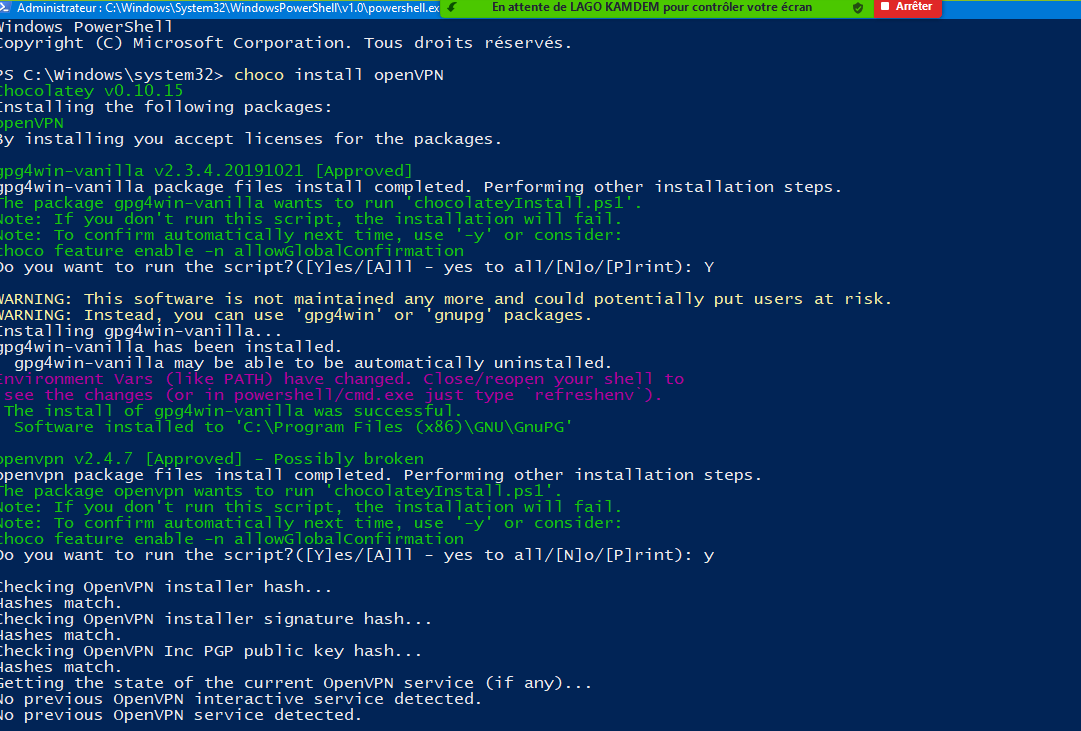 Administrateur : C:\Windows\System32\WindowsPowerShell\v1.0\powershell.ex
En attente de LAGO KAMDEM pour contrôler votre écran
Arrêter
Windows PowerShell
Copyright (C) Microsoft Corporation. Tous droits réservés.
PS C:\Windows\system32> choco install openVPN
Chocolatey v0.10.15
Installing the following packages:
openVPN
By installing you accept licenses for the packages.
gpg4win-vanilla v2.3.4.20191021 [Approved]
gpg4win-vanilla package files install completed. Performing other installation steps.
The package gpg4win-vanilla wants to run 'chocolateyInstall.ps1'.
Note: If you don't run this script, the installation will fail.
Note: To confirm automatically next time, use '-y' or consider:
choco feature enable -n allowGlobalConfirmation
Do you want to run the script?([Y]es/[A]ll - yes to all/[N]o/[P]rint): Y
WARNING: This software is not maintained any more and could potentially put users at risk.
WARNING: Instead, you can use 'gpg4win' or 'gnupg' packages.
Installing gpg4win-vanilla...
gpg4win-vanilla has been installed.
gpg4win-vanilla may be able to be automatically uninstalled.
Environment Vars (like PATH) have changed. Close/reopen your shell to
see the changes (or in powershell/cmd.exe just type `refreshenv`).
The install of gpg4win-vanilla was successful.
Software installed to 'C:\Program Files (x86)\GNU\GnuPG'
openvpn v2.4.7 [Approved] - Possibly broken
openvpn package files install completed. Performing other installation steps.
The package openvpn wants to run 'chocolateyInstall.ps1'.
Note: If you don't run this script, the installation will fail.
Note: To confirm automatically next time, use '-y' or consider:
choco feature enable -n allowGlobalConfirmation
Do you want to run the script?([Y]es/[A]ll - yes to all/[N]o/[P]rint): y
Checking OpenVPN installer hash...
Hashes match.
Checking OpenVPN installer signature hash...
Hashes match.
Checking OpenVPN Inc PGP public key hash...
Hashes match.
Getting the state of the current OpenVPN service (if any)...
No previous OpenVPN interactive service detected.
No previous OpenVPN service detected.